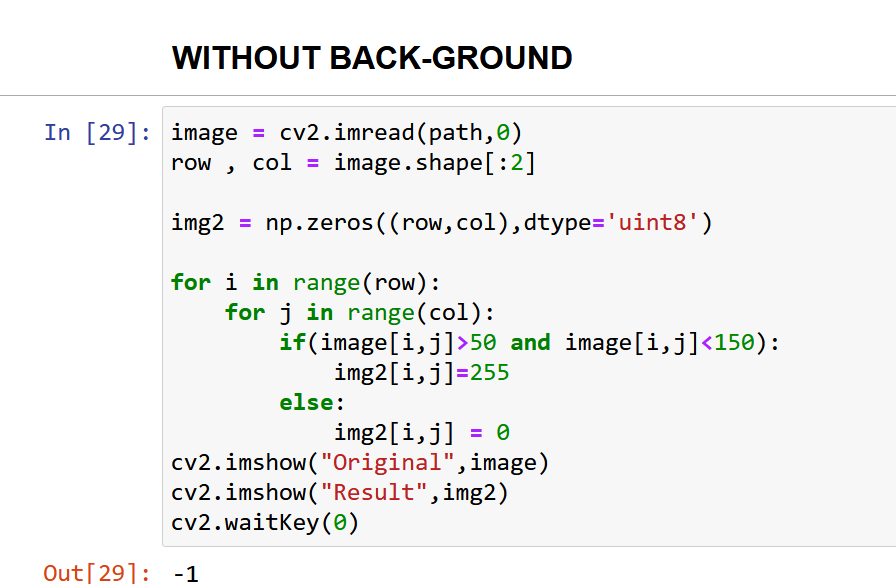 WITHOUT BACK-GROUND
In [29]: image = cv2.imread(path,0)
row , col = image.shape[:2]
img2 = np.zeros((row,col),dtype='uint8')
for i in range(row):
    for j in range(col):
        if(image[i,j]>50 and image[i,j]<150):
            img2[i,j]=255
        else:
            img2[i,j] = 0
cv2.imshow("Original",image)
cv2.imshow("Result",img2)
cv2.waitKey(0)
Out[29]: -1